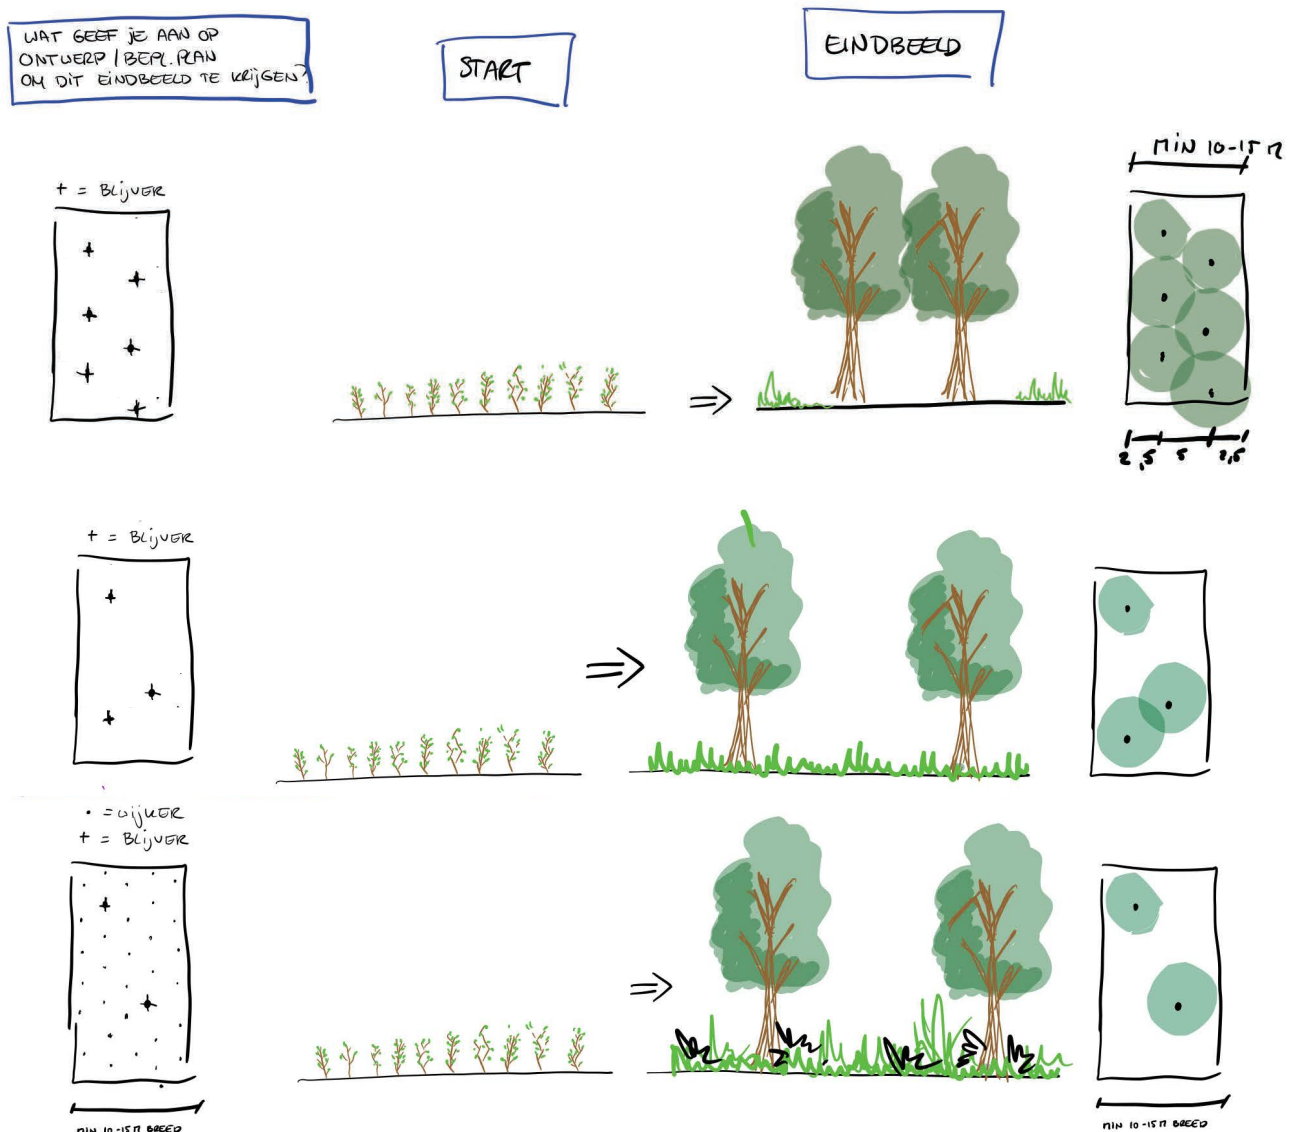 WAT GEEF JE AAN OP
ONTWERP / BEPL. PLAN
OM DIT EINDBEELD TE KRIJGEN?
START
EINDBEELD
+ = BLIJVER
MIN 10-15 M
2,5 5 2,5
+ = BLIJVER
• = WIJKER
+ = BLIJVER
MIN 10-15 M BREED
MIN 10-15 M BREED